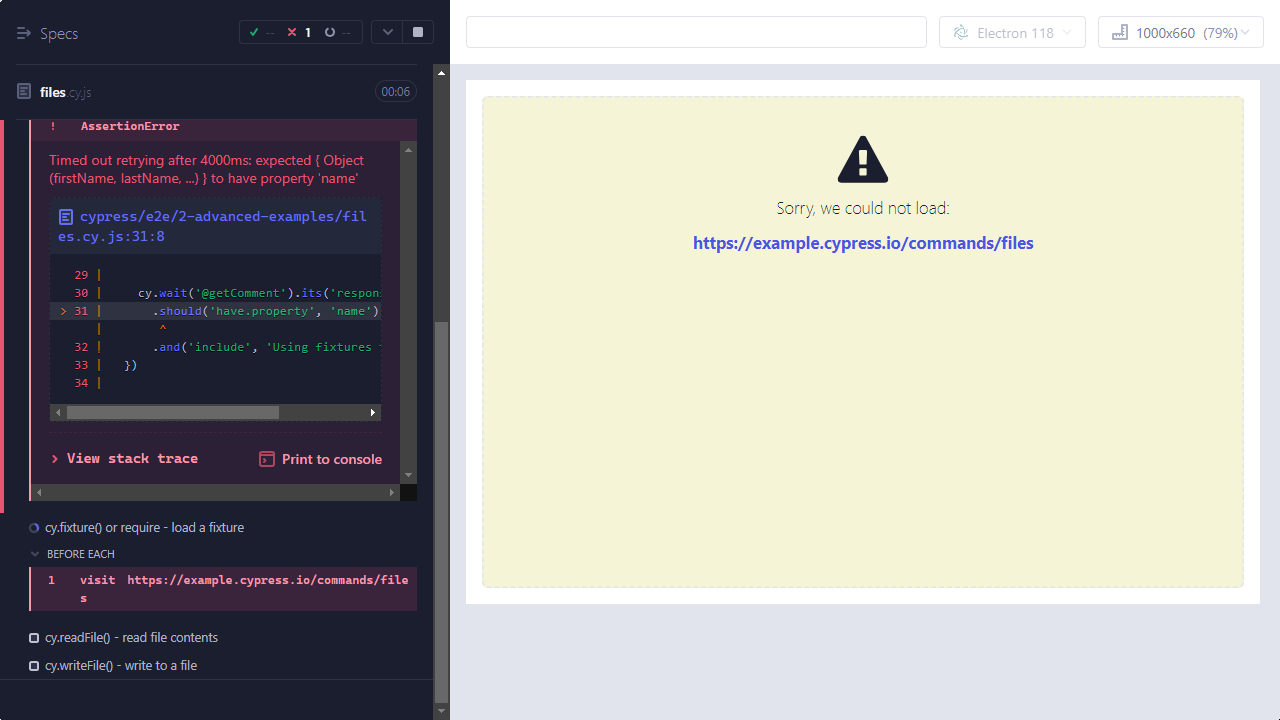 Specs
-- 1 --
files.cy.js
00:06
! AssertionError
Timed out retrying after 4000ms: expected { Object
(firstName, lastName, ...) } to have property 'name'
cypress/e2e/2-advanced-examples/fil
es.cy.js:31:8
29 |
30 | cy.wait('@getComment').its('respon
> 31 | .should('have.property', 'name')
| ^
32 | .and('include', 'Using fixtures
33 | })
34 |
> View stack trace
Print to console
cy.fixture() or require - load a fixture
BEFORE EACH
1 visit https://example.cypress.io/commands/file
s
cy.readFile() - read file contents
cy.writeFile() - write to a file
Electron 118
1000x660 (79%)
Sorry, we could not load:
https://example.cypress.io/commands/files